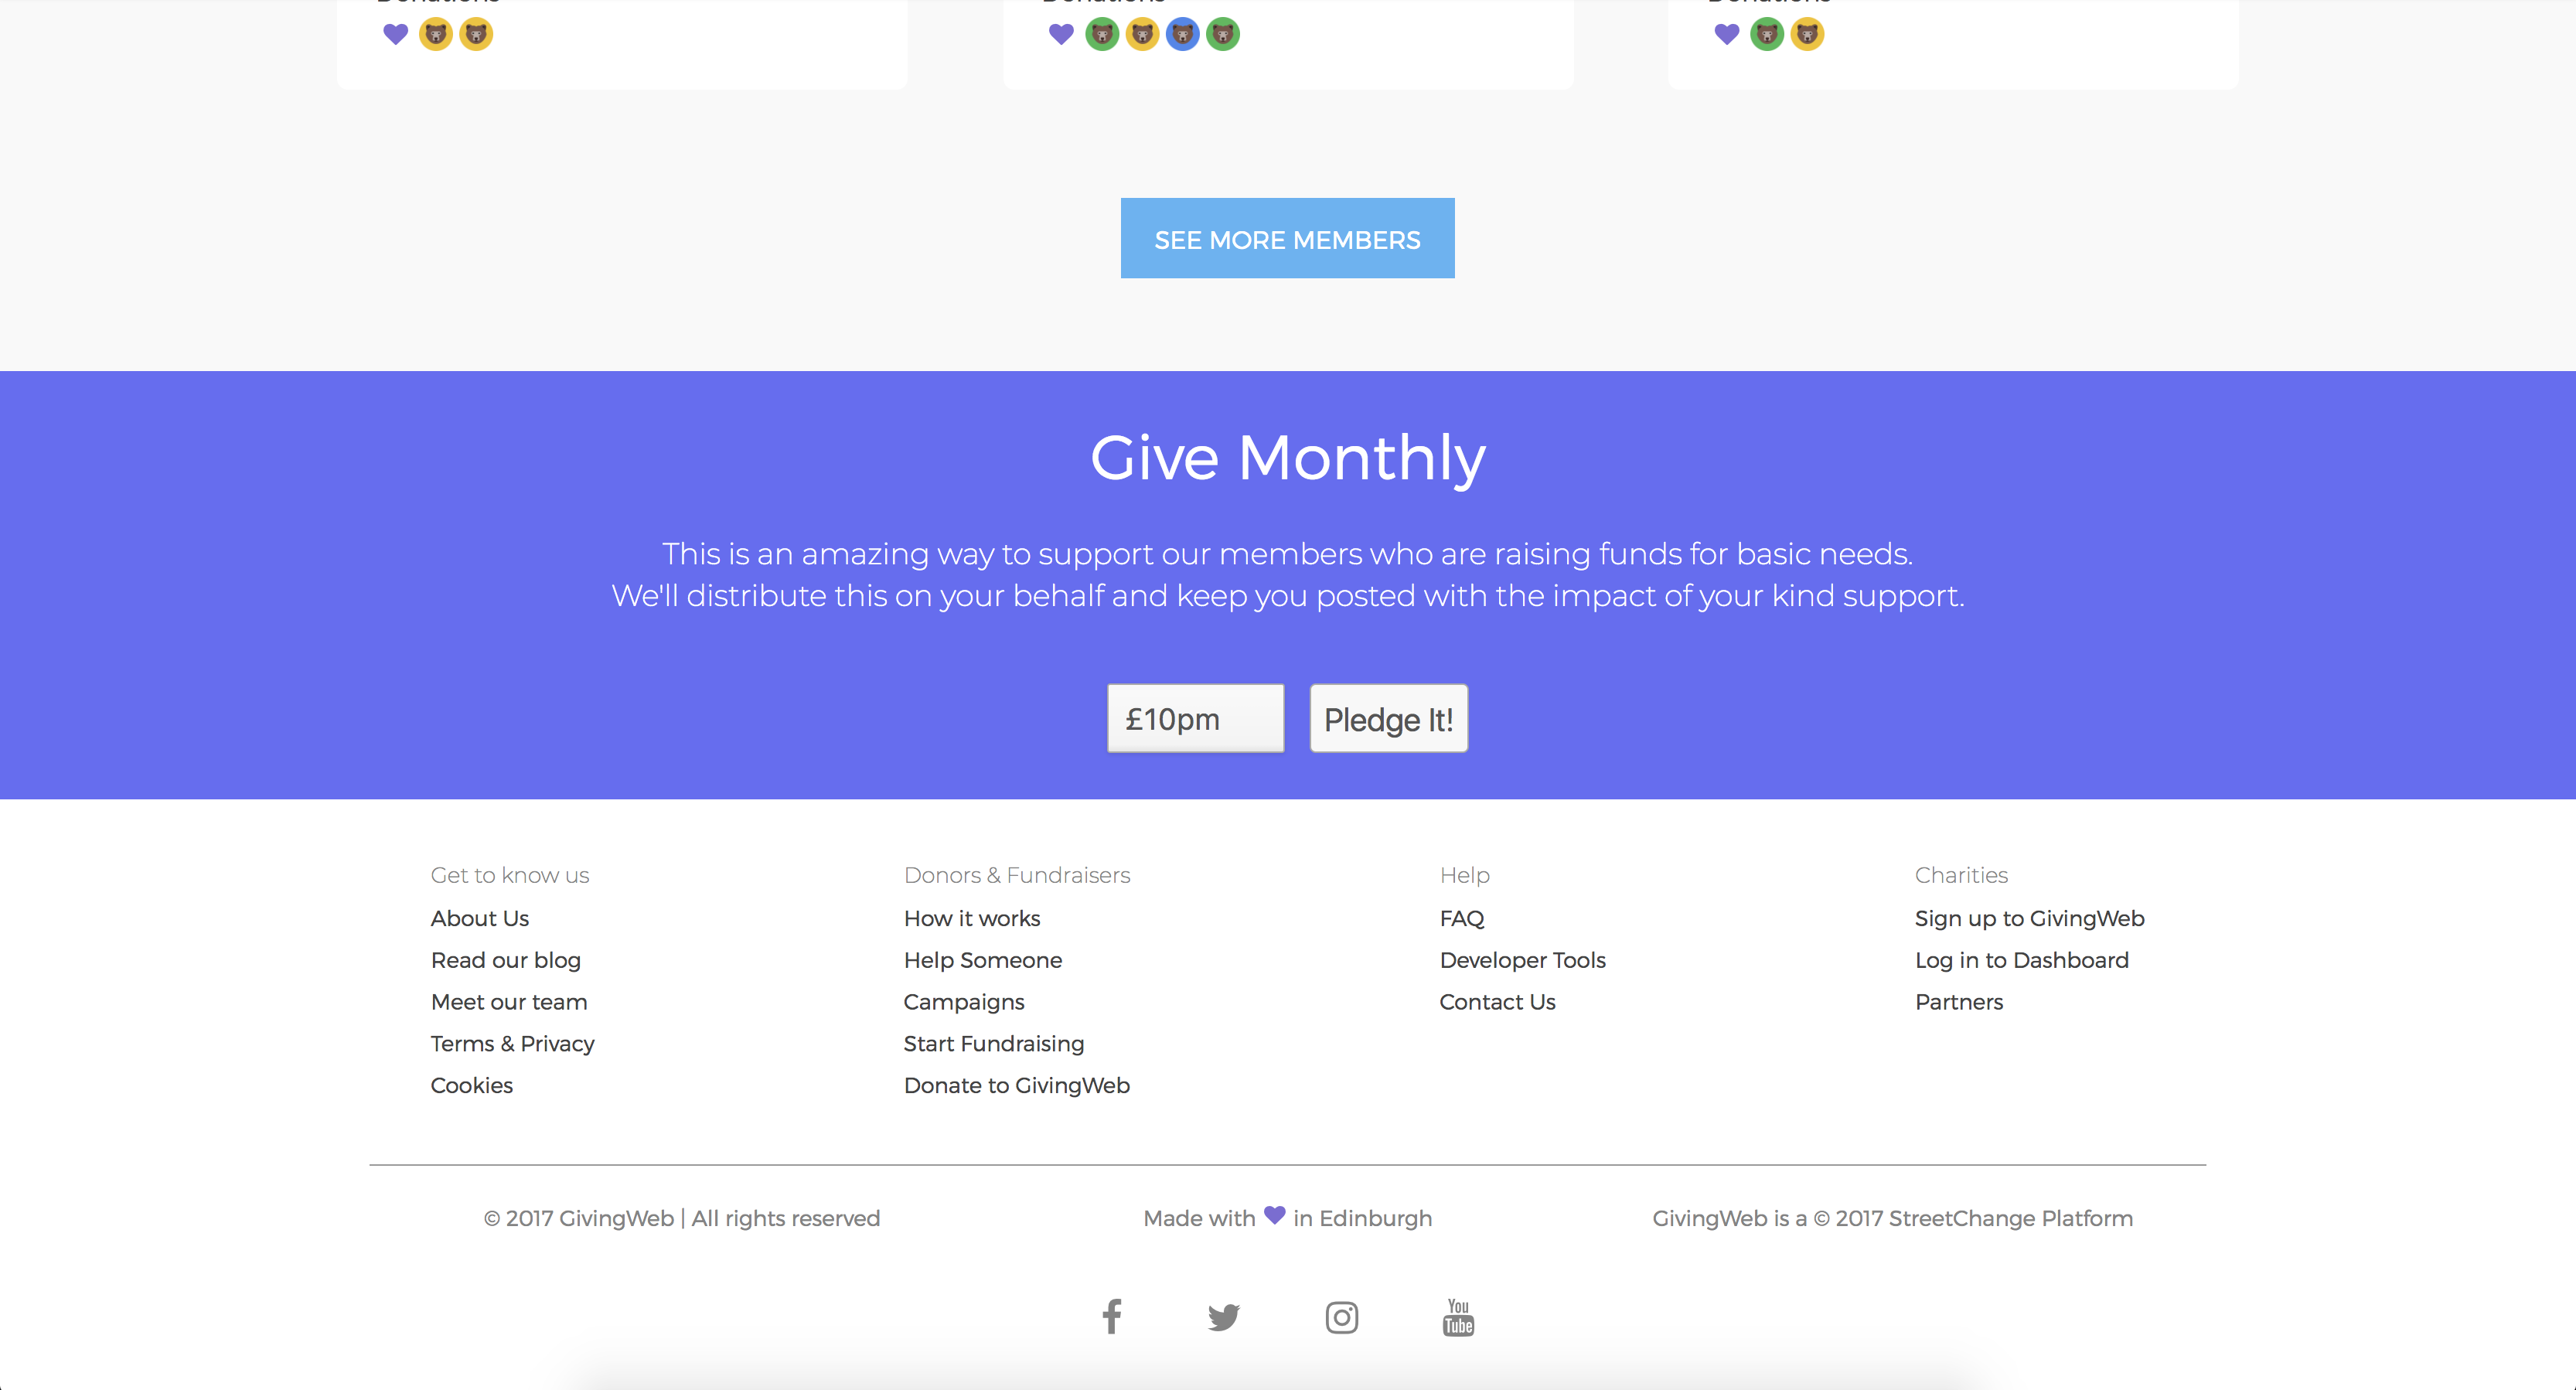 Donations
Donations
Donations
SEE MORE MEMBERS
Give Monthly
This is an amazing way to support our members who are raising funds for basic needs.
We'll distribute this on your behalf and keep you posted with the impact of your kind support.
£10pm
Pledge It!
Get to know us
About Us
Read our blog
Meet our team
Terms & Privacy
Cookies
Donors & Fundraisers
How it works
Help Someone
Campaigns
Start Fundraising
Donate to GivingWeb
Help
FAQ
Developer Tools
Contact Us
Charities
Sign up to GivingWeb
Log in to Dashboard
Partners
© 2017 GivingWeb | All rights reserved
Made with ♥ in Edinburgh
GivingWeb is a © 2017 StreetChange Platform
You
Tube